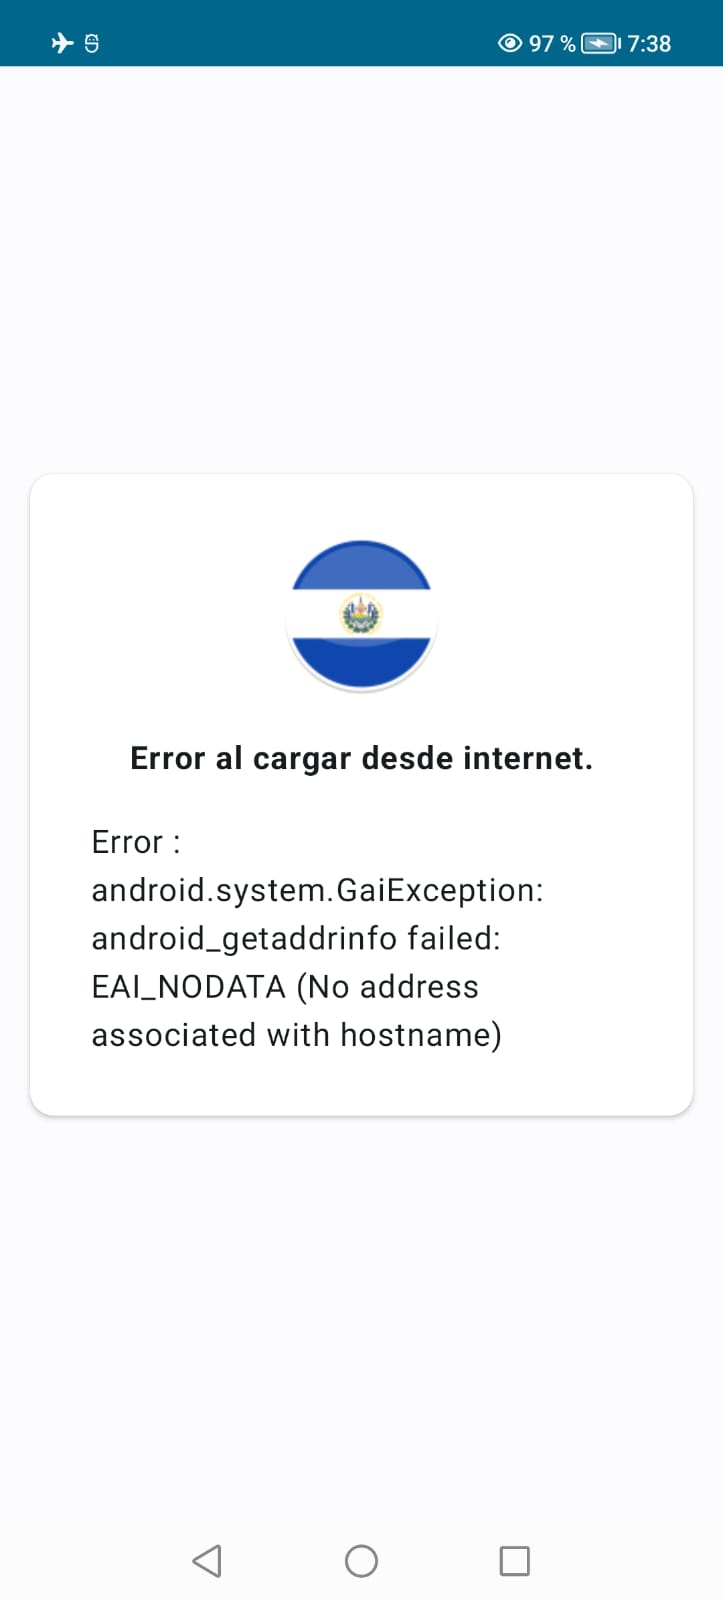 97 % 7:38
Error al cargar desde internet.
Error :
android.system.GaiException:
android_getaddrinfo failed:
EAI_NODATA (No address
associated with hostname)